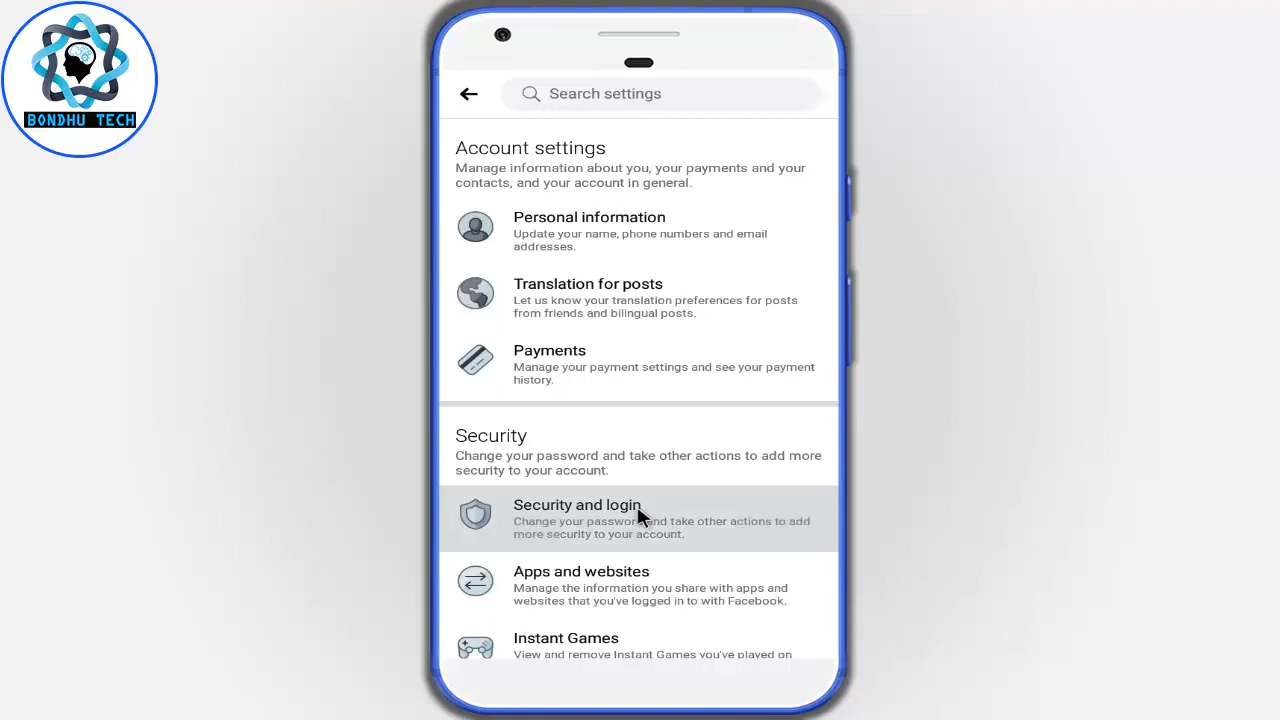 BONDHU TECH
Search settings
Account settings
Manage information about you, your payments and your
contacts, and your account in general.
Personal information
Update your name, phone numbers and email
addresses.
Translation for posts
Let us know your translation preferences for posts
from friends and bilingual posts.
Payments
Manage your payment settings and see your payment
history.
Security
Change your password and take other actions to add more
security to your account.
Security and login
Change your password and take other actions to add
more security to your account.
Apps and websites
Manage the information you share with apps and
websites that you've logged in to with Facebook.
Instant Games
View and remove Instant Games you've played on